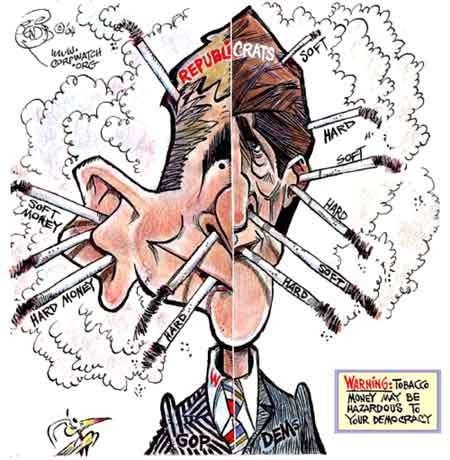 ©'04
WWW.
CORPWATCH
.ORG
REPUBLICRATS
SOFT
HARD
SOFT
HARD
SOFT
HARD
SOFT
MONEY
HARD MONEY
HARD
W
GOP
DEMS
WARNING: TOBACCO
MONEY MAY BE
HAZARDOUS TO
YOUR DEMOCRACY